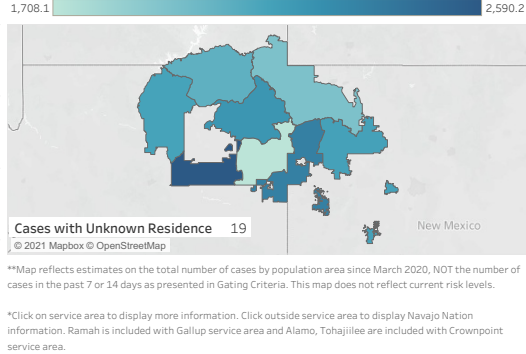 1,708.1 2,590.2
Cases with Unknown Residence 19
© 2021 Mapbox © OpenStreetMap
New Mexico
**Map reflects estimates on the total number of cases by population area since March 2020, NOT the number of
cases in the past 7 or 14 days as presented in Gating Criteria. This map does not reflect current risk levels.
*Click on service area to display more information. Click outside service area to display Navajo Nation
information. Ramah is included with Gallup service area and Alamo, Tohajiilee are included with Crownpoint
service area.